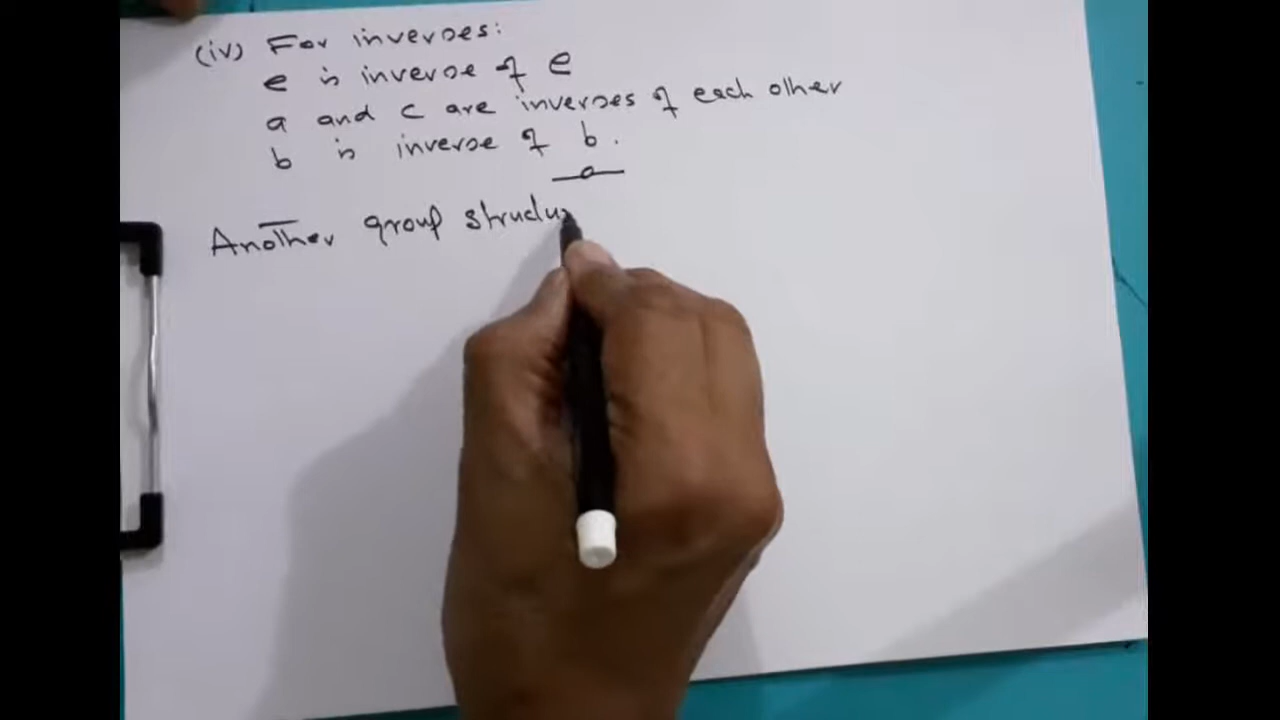 (iv) For inverses:
e is inverse of e
a and c are inverses of each other
b is inverse of b.
Another group structu